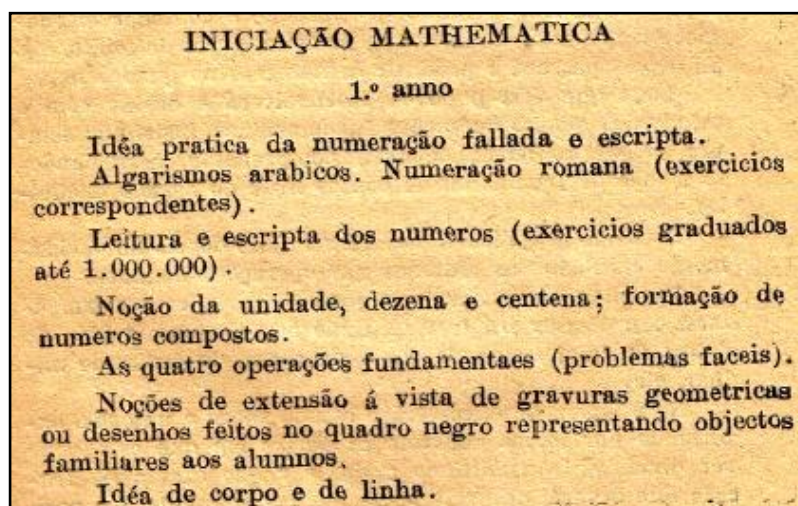 INICIAÇÃO MATHEMATICA
1.º anno
Idéa pratica da numeração fallada e escripta.
Algarismos arabicos. Numeração romana (exercicios
correspondentes).
Leitura e escripta dos numeros (exercicios graduados
até 1.000.000).
Noção da unidade, dezena e centena; formação de
numeros compostos.
As quatro operações fundamentaes (problemas faceis).
Noções de extensão á vista de gravuras geometricas
ou desenhos feitos no quadro negro representando objectos
familiares aos alumnos.
Idéa de corpo e de linha.